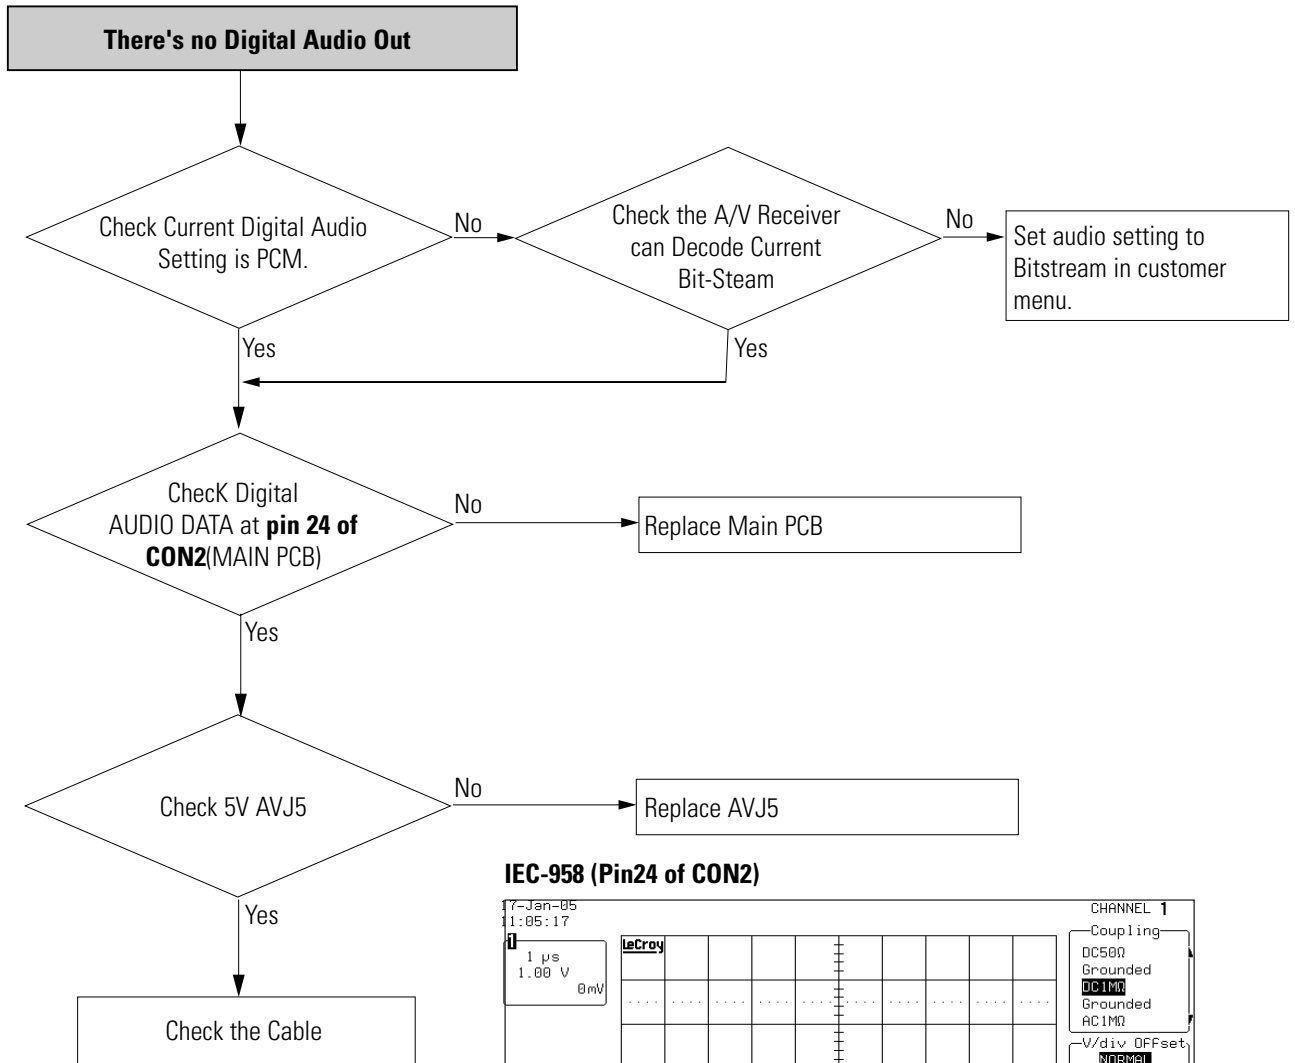 There's no Digital Audio Out
Check Current Digital Audio
Setting is PCM.
No
Check the A/V Receiver
can Decode Current
Bit-Steam
No
Set audio setting to
Bitstream in customer
menu.
Yes
Yes
ChecK Digital
AUDIO DATA at pin 24 of
CON2(MAIN PCB)
No
Replace Main PCB
Yes
Check 5V AVJ5
No
Replace AVJ5
Yes
Check the Cable
IEC-958 (Pin24 of CON2)
17-Jan-05
11:05:17
1
1 µs
1.00 V
0mV
LeCroy
CHANNEL 1
Coupling
DC50Ω
Grounded
DC1MΩ
Grounded
AC1MΩ
V/div OFFset
NORMAL